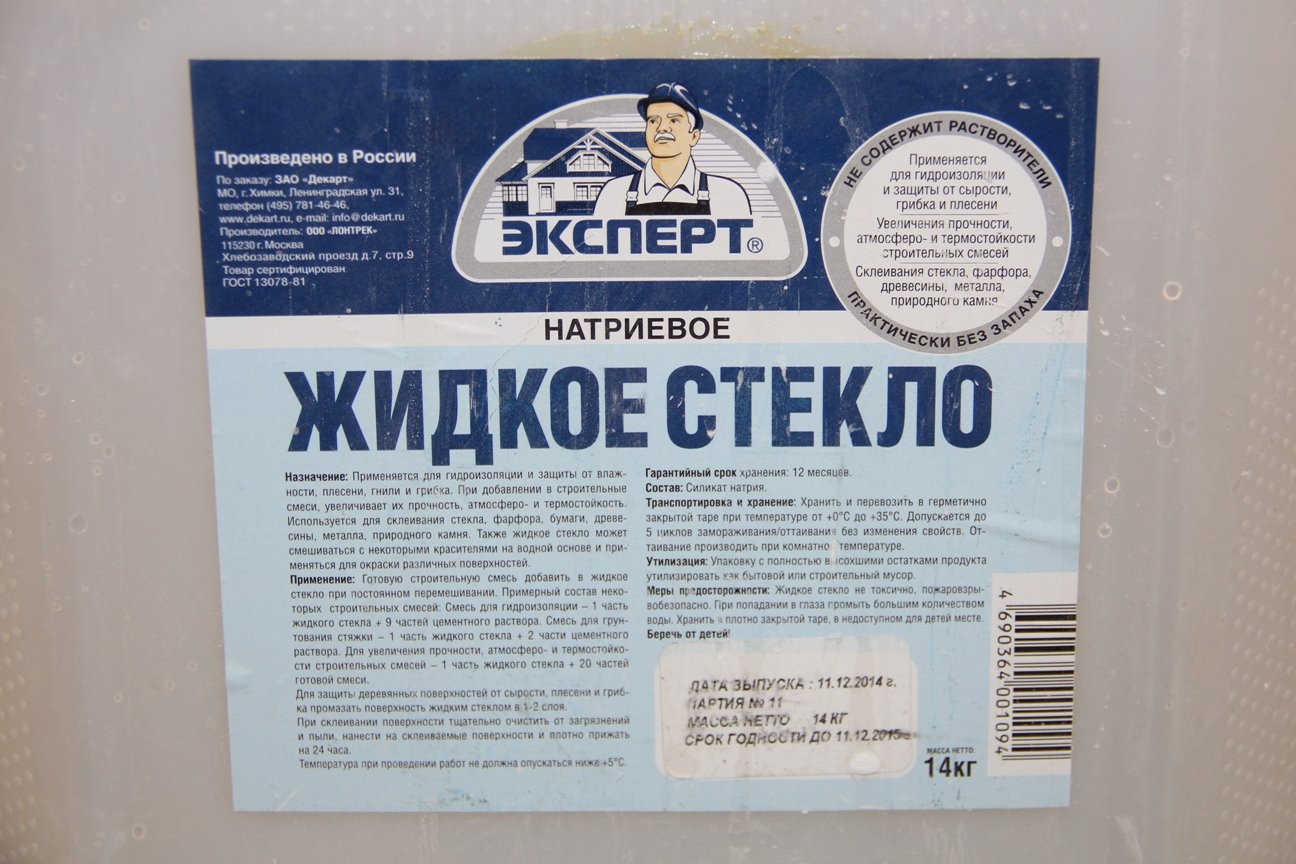 Произведено в России
По заказу: ЗАО «Декарт»
МО, г. Химки, Ленинградская ул. 31,
телефон (495) 781-46-46,
www.dekart.ru, e-mail: info@dekart.ru
Производитель: ООО «ЛОНТРЕК»
115230 г. Москва
Хлебозаводский проезд д.7, стр.9
Товар сертифицирован
ГОСТ 13078-81
ЭКСПЕРТ®
НЕ СОДЕРЖИТ РАСТВОРИТЕЛИ
Применяется
для гидроизоляции
и защиты от сырости,
грибка и плесени
Увеличения прочности,
атмосферо- и термостойкости
строительных смесей
Склеивания стекла, фарфора,
древесины, металла,
природного камня
ПРАКТИЧЕСКИ БЕЗ ЗАПАХА
НАТРИЕВОЕ
ЖИДКОЕ СТЕКЛО
Назначение: Применяется для гидроизоляции и защиты от влаж-
ности, плесени, гнили и грибка. При добавлении в строительные
смеси, увеличивает их прочность, атмосферо- и термостойкость.
Используется для склеивания стекла, фарфора, бумаги, древе-
сины, металла, природного камня. Также жидкое стекло может
смешиваться с некоторыми красителями на водной основе и при-
меняться для окраски различных поверхностей.
Применение: Готовую строительную смесь добавить в жидкое
стекло при постоянном перемешивании. Примерный состав неко-
торых строительных смесей: Смесь для гидроизоляции – 1 часть
жидкого стекла + 9 частей цементного раствора. Смесь для грун-
тования стяжки – 1 часть жидкого стекла + 2 части цементного
раствора. Для увеличения прочности, атмосферо- и термостойко-
сти строительных смесей – 1 часть жидкого стекла + 20 частей
готовой смеси.
Для защиты деревянных поверхностей от сырости, плесени и гриб-
ка промазать поверхность жидким стеклом в 1-2 слоя.
При склеивании поверхности тщательно очистить от загрязнений
и пыли, нанести на склеиваемые поверхности и плотно прижать
на 24 часа.
Температура при проведении работ не должна опускаться ниже +5°С.
Гарантийный срок хранения: 12 месяцев.
Состав: Силикат натрия.
Транспортировка и хранение: Хранить и перевозить в герметично
закрытой таре при температуре от +0°С до +35°С. Допускается до
5 циклов замораживания/оттаивания без изменения свойств. От-
таивание производить при комнатной температуре.
Утилизация: Упаковку с полностью высохшими остатками продукта
утилизировать как бытовой или строительный мусор.
Меры предосторожности: Жидкое стекло не токсично, пожаровзры-
вобезопасно. При попадании в глаза промыть большим количеством
воды. Хранить в плотно закрытой таре, в недоступном для детей месте.
Беречь от детей!
ДАТА ВЫПУСКА : 11.12.2014 г.
ПАРТИЯ № 11
МАССА НЕТТО 14 КГ
СРОК ГОДНОСТИ ДО 11.12.2015г.
МАССА НЕТТО:
14кг
4 690364 001094